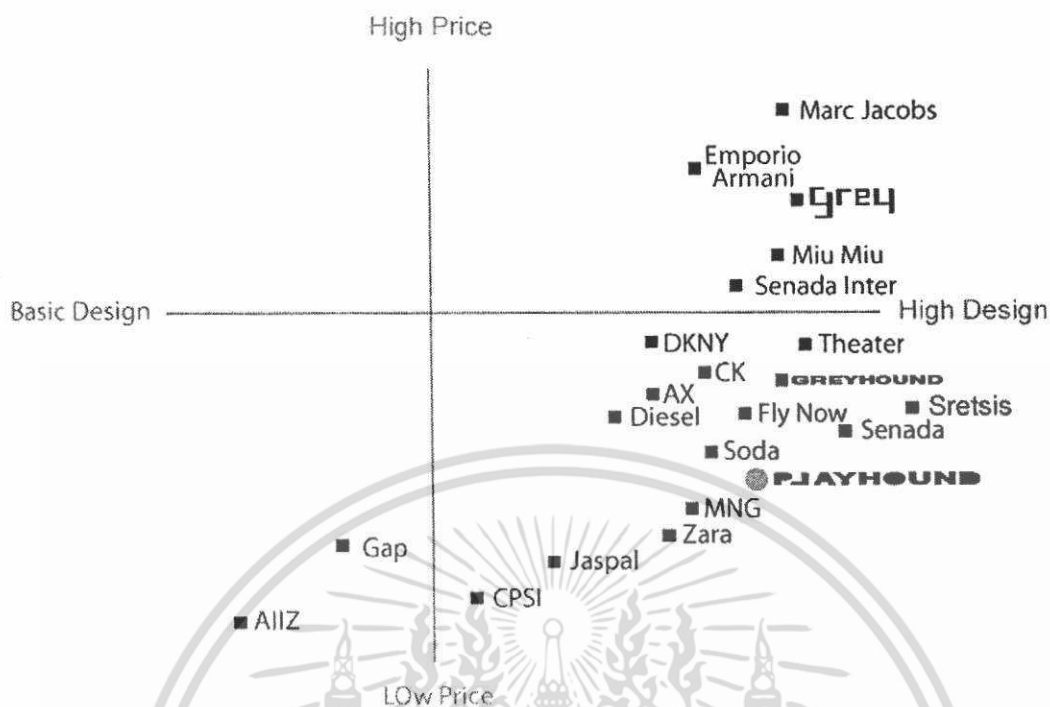 High Price
Marc Jacobs
Emporio
Armani
grey
Miu Miu
Senada Inter
Basic Design
High Design
DKNY
Theater
CK
GREYHOUND
AX
Sretsis
Diesel
Fly Now
Senada
Soda
PLAYHOUND
MNG
Zara
Gap
Jaspal
CPSI
AIIZ
LOw Price